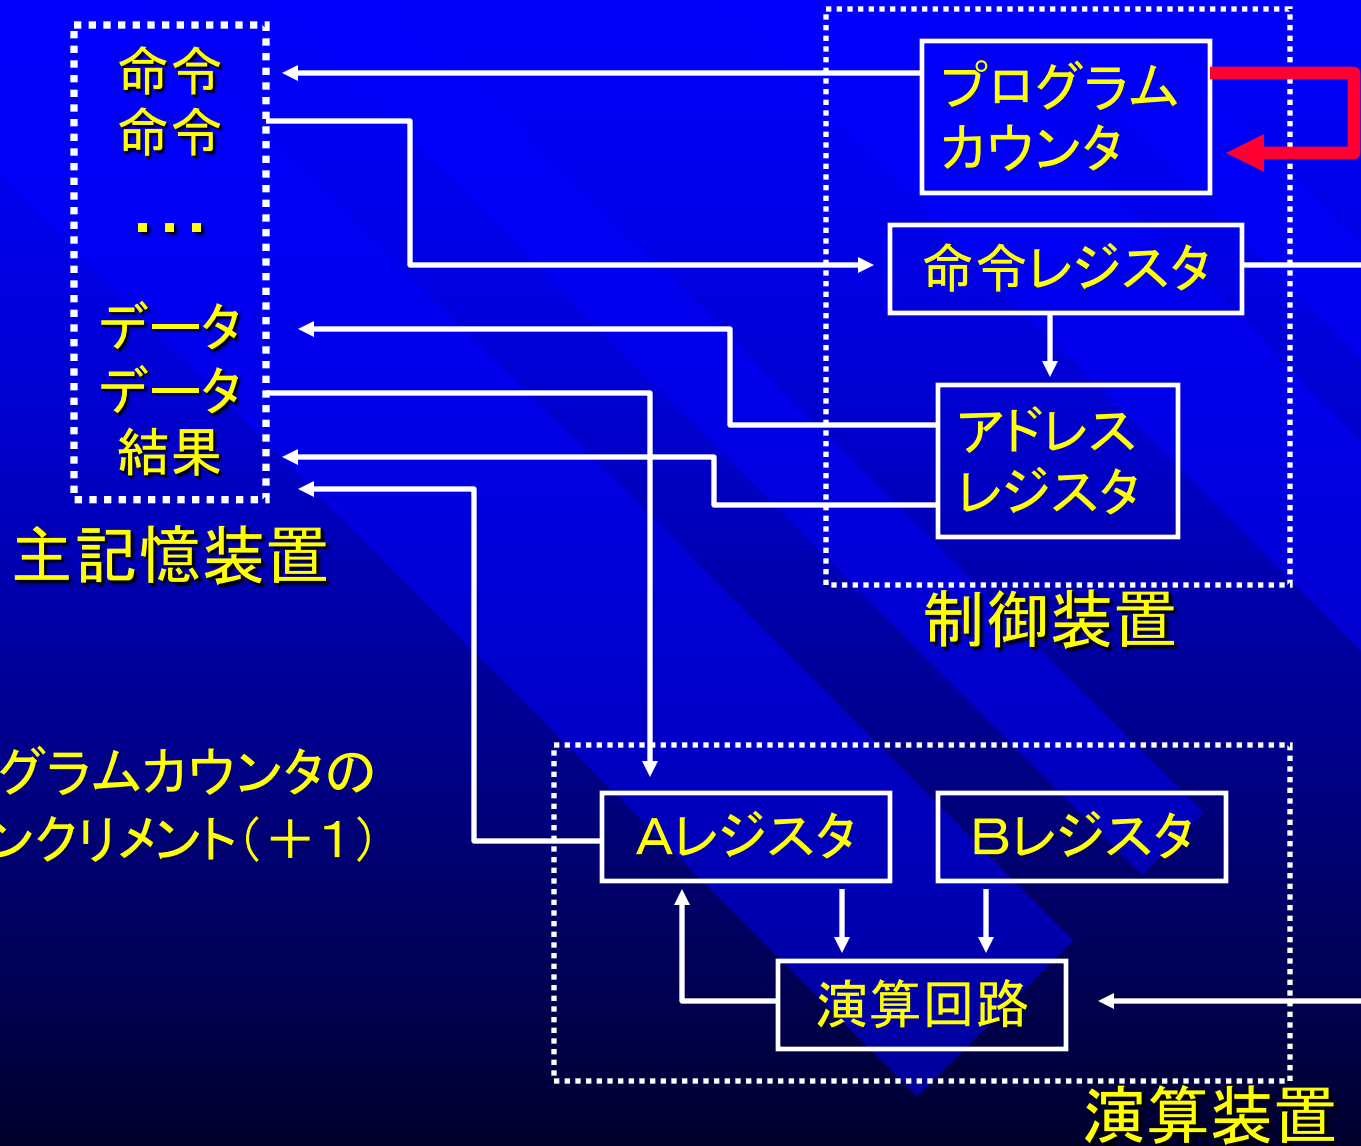 命令
命令
・・・
データ
データ
結果
主記憶装置
プログラム
カウンタ
命令レジスタ
アドレス
レジスタ
制御装置
グラムカウンタの
ンクリメント（＋１）
Aレジスタ
Bレジスタ
演算回路
演算装置